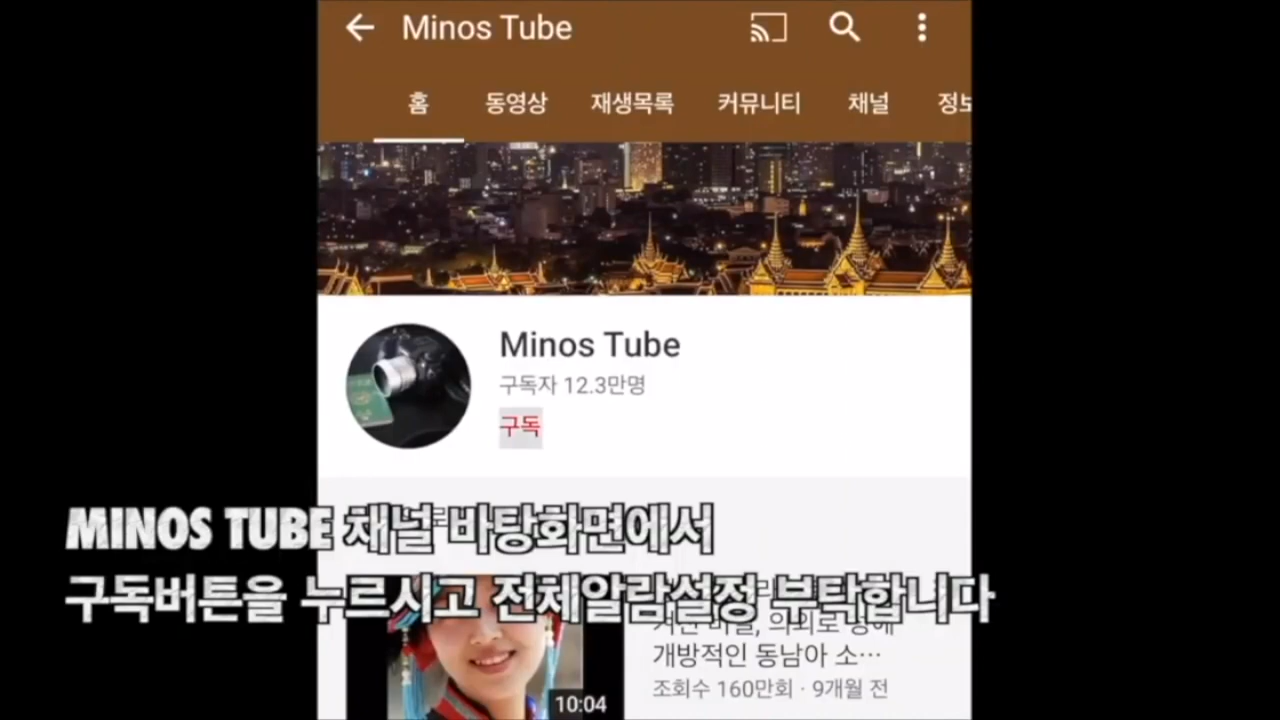 Minos Tube
홈 동영상 재생목록 커뮤니티 채널 정보
Minos Tube
구독자 12.3만명
구독
MINOS TUBE 채널 바탕화면에서
구독버튼을 누르시고 전체알람설정 부탁합니다
개방적인 동남아 소…
조회수 160만회 · 9개월 전
10:04